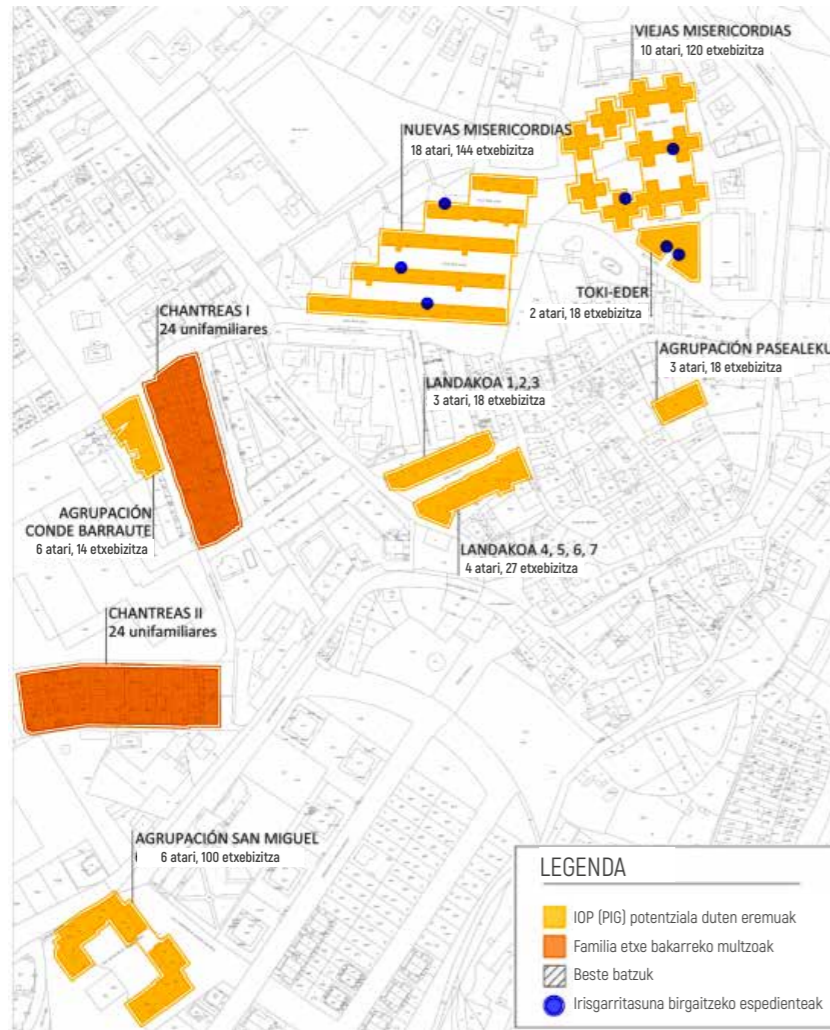 VIEJAS MISERICORDIAS
10 atari, 120 etxebizitza
NUEVAS MISERICORDIAS
18 atari, 144 etxebizitza
TOKI-EDER
2 atari, 18 etxebizitza
CHANTREAS I
24 unifamiliares
AGRUPACIÓN PASEALEKU
3 atari, 18 etxebizitza
LANDAKOA 1,2,3
3 atari, 18 etxebizitza
AGRUPACIÓN
CONDE BARRAUTE
6 atari, 14 etxebizitza
LANDAKOA 4, 5, 6, 7
4 atari, 27 etxebizitza
CHANTREAS II
24 unifamiliares
AGRUPACIÓN SAN MIGUEL
6 atari, 100 etxebizitza
LEGENDA
IOP (PIG) potentziala duten eremuak
Familia etxe bakarreko multzoak
Beste batzuk
Irisgarritasuna birgaitzeko espedienteak